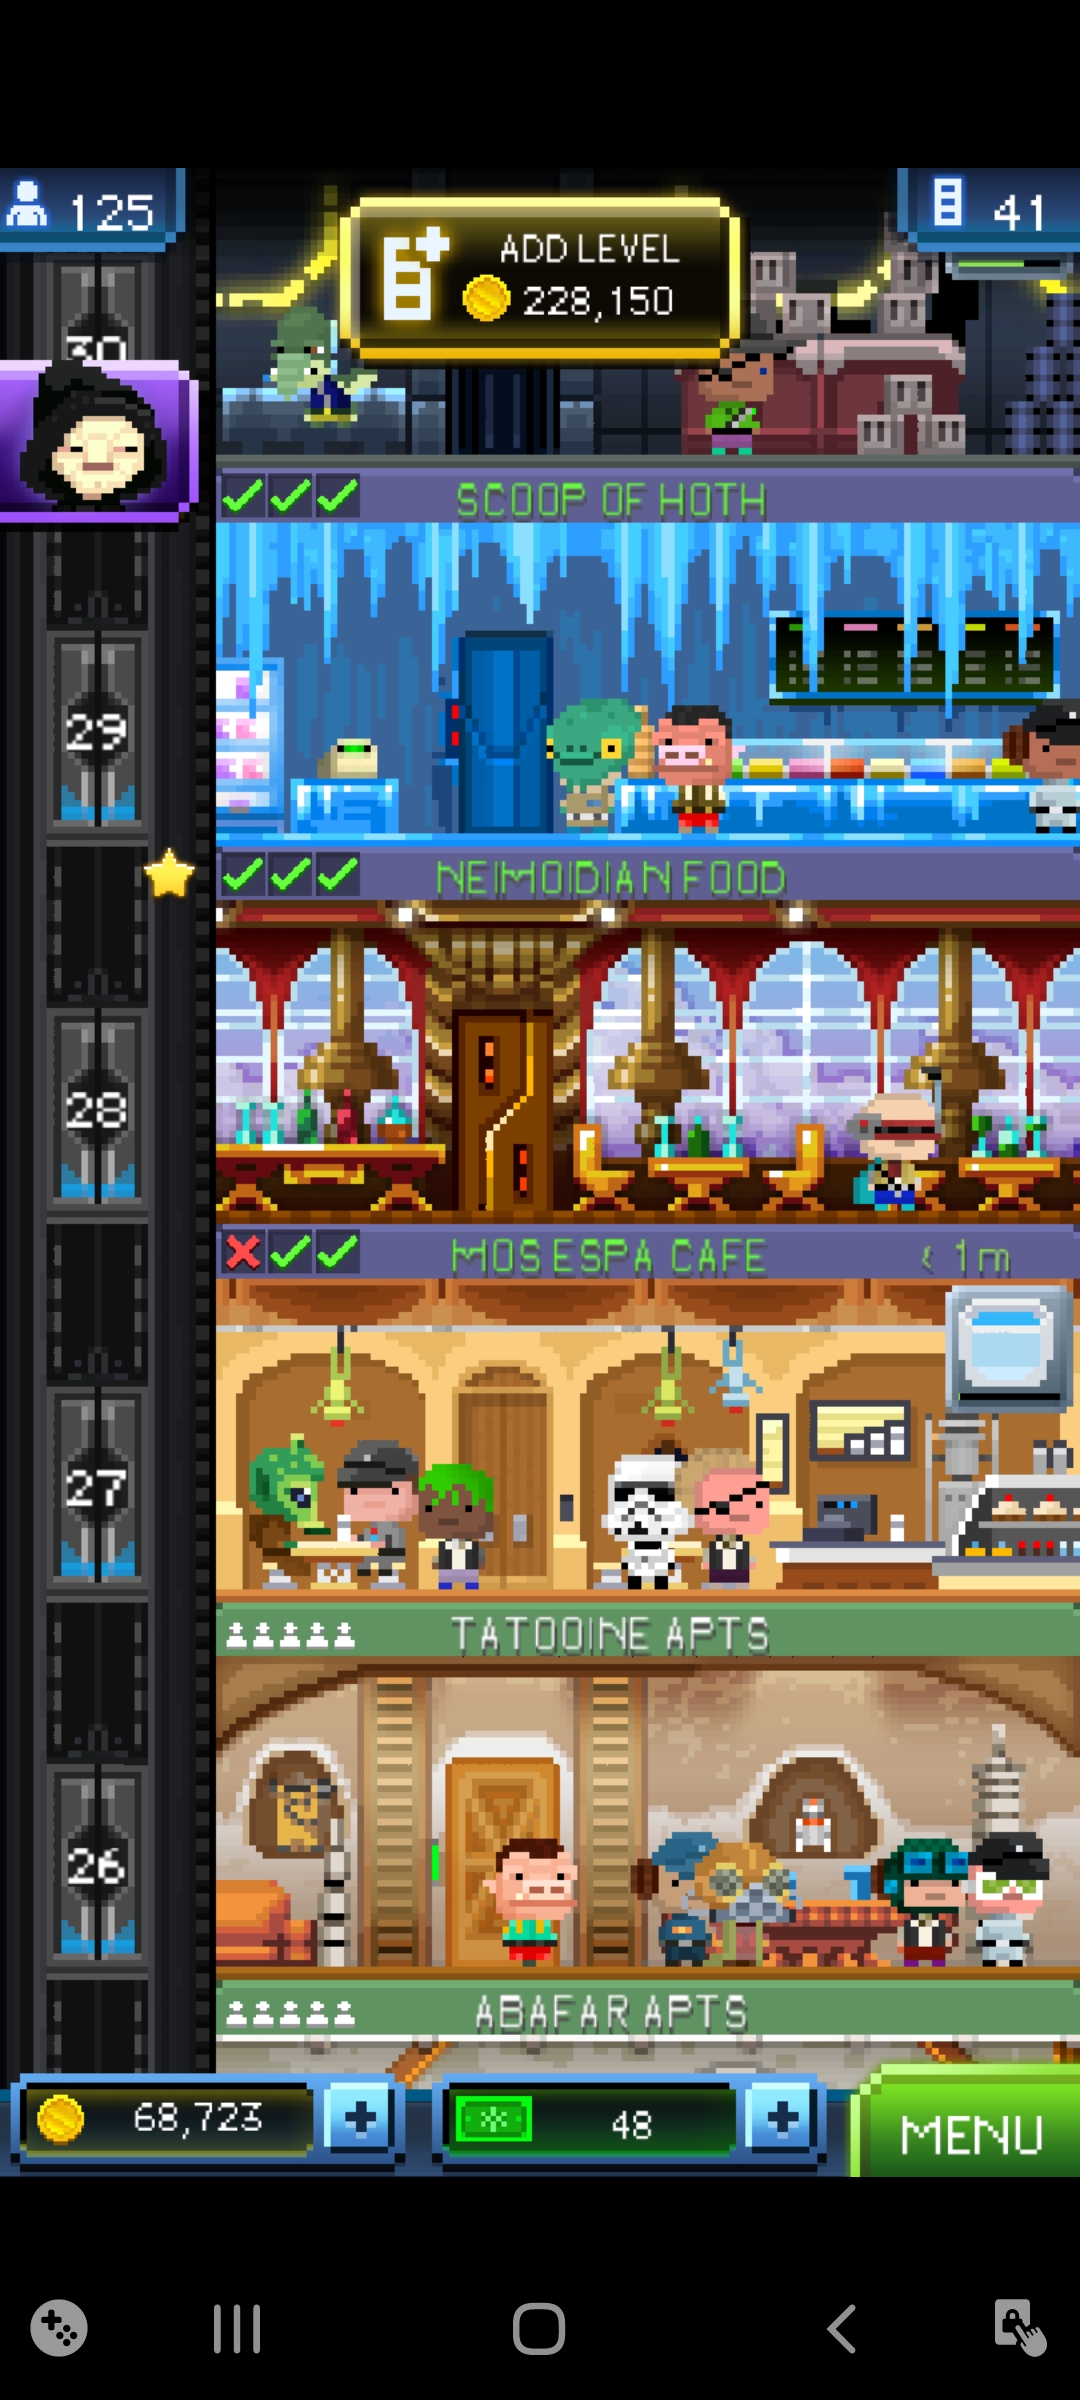 125
ADD LEVEL
228,150
41
30
SCOOP OF HOTH
29
NEIMOIDIAN FOOD
28
MOS ESPA CAFE < 1m
27
TATOOINE APTS
26
ABAFAR APTS
68,723
48
MENU